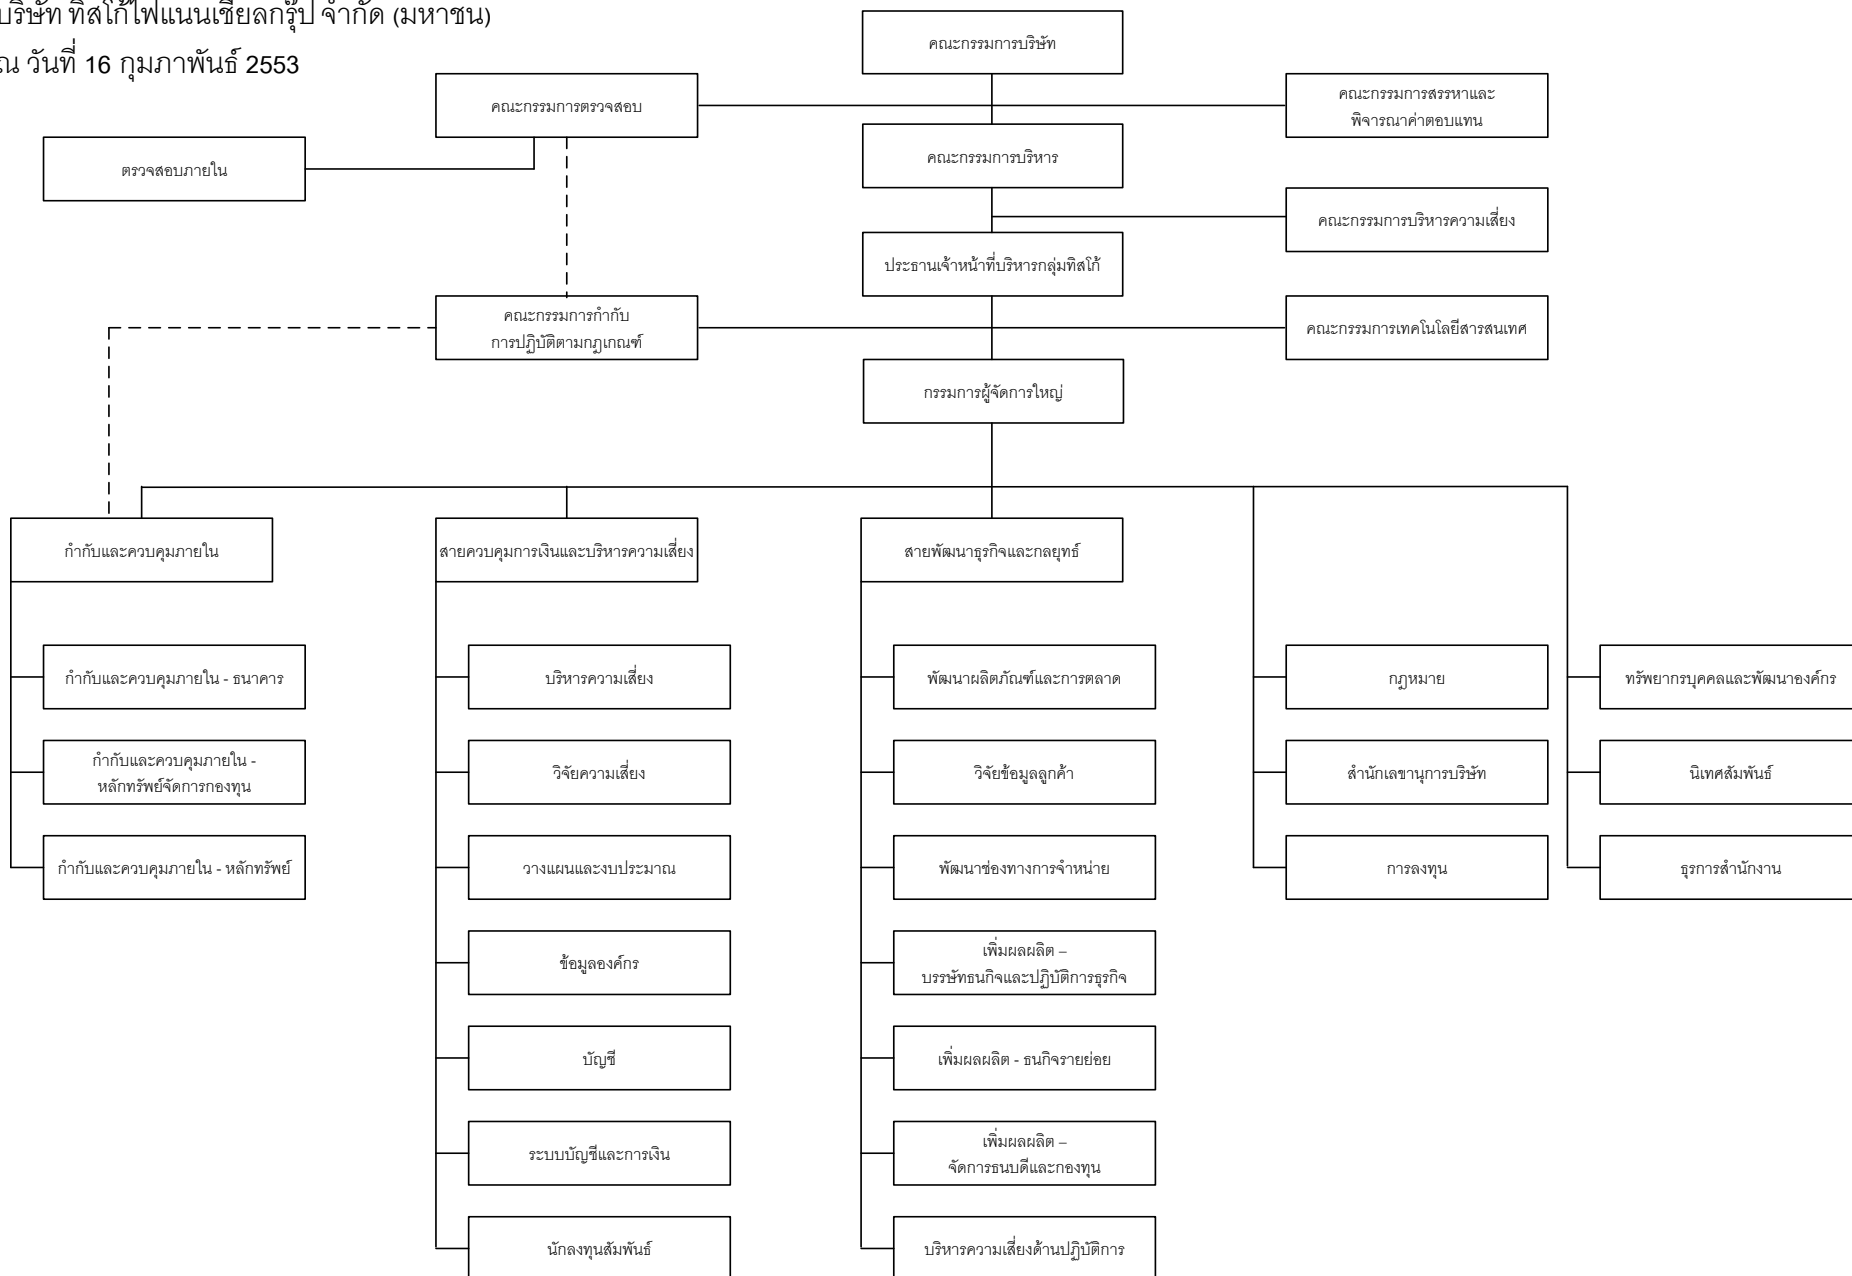 บริษัท ทิสโก้ไฟแนนเชียลกรุ๊ป จำกัด (มหาชน)
ณ วันที่ 16 กุมภาพันธ์ 2553
คณะกรรมการบริษัท
คณะกรรมการตรวจสอบ
คณะกรรมการสรรหาและ
พิจารณาค่าตอบแทน
ตรวจสอบภายใน
คณะกรรมการบริหาร
คณะกรรมการบริหารความเสี่ยง
ประธานเจ้าหน้าที่บริหารกลุ่มทิสโก้
คณะกรรมการกำกับ
การปฏิบัติตามกฎเกณฑ์
คณะกรรมการเทคโนโลยีสารสนเทศ
กรรมการผู้จัดการใหญ่
กำกับและควบคุมภายใน
สายควบคุมการเงินและบริหารความเสี่ยง
สายพัฒนาธุรกิจและกลยุทธ์
กำกับและควบคุมภายใน - ธนาคาร
บริหารความเสี่ยง
พัฒนาผลิตภัณฑ์และการตลาด
กฎหมาย
ทรัพยากรบุคคลและพัฒนาองค์กร
กำกับและควบคุมภายใน -
หลักทรัพย์จัดการกองทุน
วิจัยความเสี่ยง
วิจัยข้อมูลลูกค้า
สำนักเลขานุการบริษัท
นิเทศสัมพันธ์
กำกับและควบคุมภายใน - หลักทรัพย์
วางแผนและงบประมาณ
พัฒนาช่องทางการจำหน่าย
การลงทุน
ธุรการสำนักงาน
ข้อมูลองค์กร
เพิ่มผลผลิต –
บรรษัทธนกิจและปฏิบัติการธุรกิจ
บัญชี
เพิ่มผลผลิต - ธนกิจรายย่อย
ระบบบัญชีและการเงิน
เพิ่มผลผลิต –
จัดการธนบดีและกองทุน
นักลงทุนสัมพันธ์
บริหารความเสี่ยงด้านปฏิบัติการ